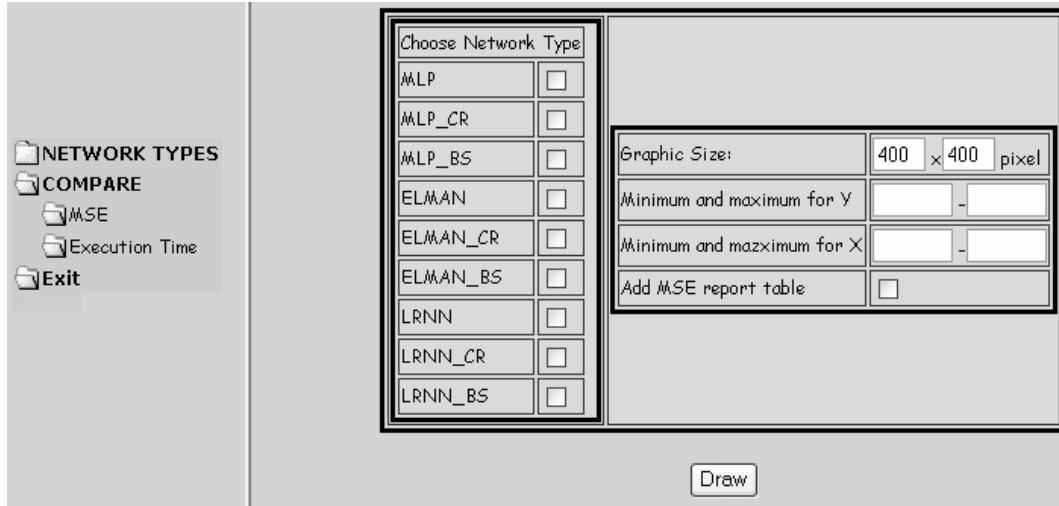 NETWORK TYPES
COMPARE
MSE
Execution Time
Exit
Choose Network Type
MLP
MLP_CR
MLP_BS
ELMAN
ELMAN_CR
ELMAN_BS
LRNN
LRNN_CR
LRNN_BS
Graphic Size: 400 x 400 pixel
Minimum and maximum for Y -
Minimum and mazximum for X -
Add MSE report table
Draw